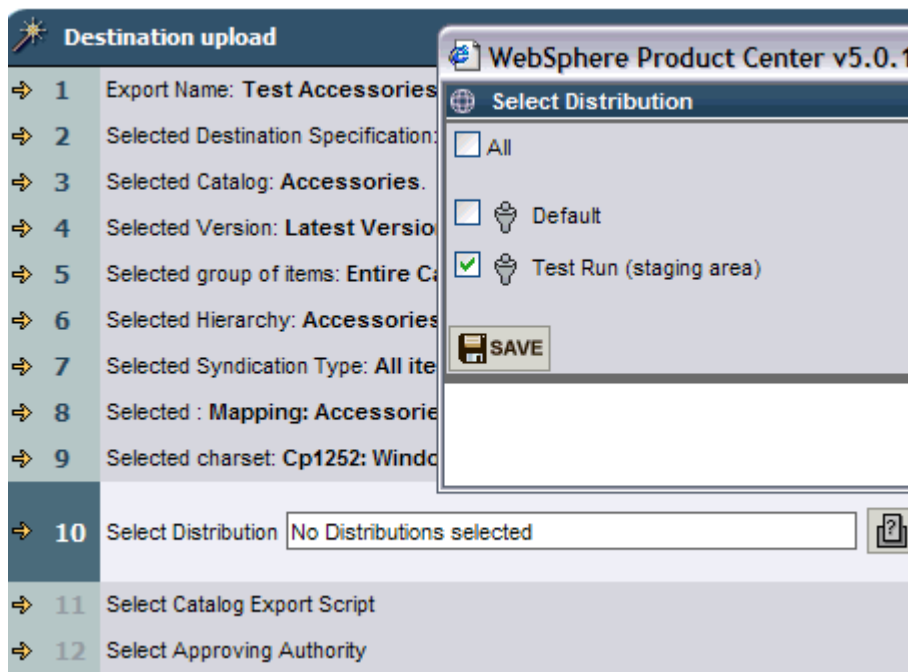 Destination upload
1 Export Name: Test Accessories
2 Selected Destination Specification:
3 Selected Catalog: Accessories.
4 Selected Version: Latest Versio
5 Selected group of items: Entire Ca
6 Selected Hierarchy: Accessories
7 Selected Syndication Type: All ite
8 Selected : Mapping: Accessorie
9 Selected charset: Cp1252: Windo
10 Select Distribution No Distributions selected
11 Select Catalog Export Script
12 Select Approving Authority
WebSphere Product Center v5.0.1
Select Distribution
All
Default
Test Run (staging area)
SAVE